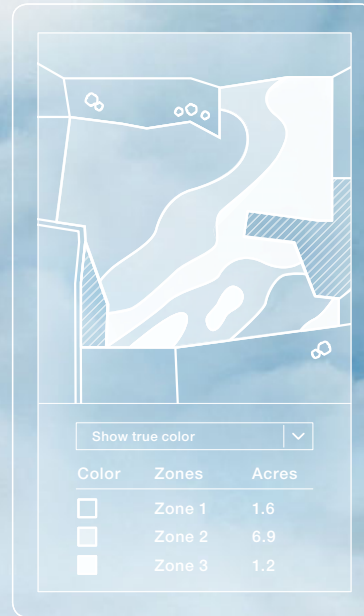 Show true color
Color Zones Acres
Zone 1 1.6
Zone 2 6.9
Zone 3 1.2